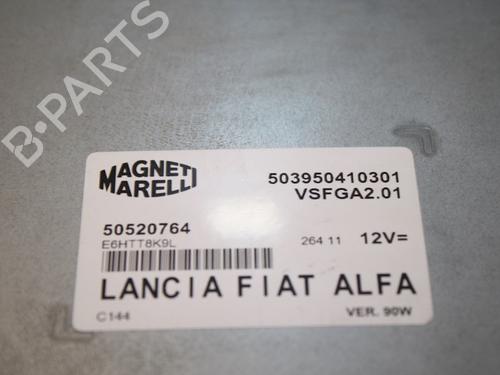 B-PARTS
MAGNETI MARELLI
503950410301
VSFGA2.01
50520764
E6HTT8K9L
264 11 12V=
LANCIA FIAT ALFA
C144 VER. 90W